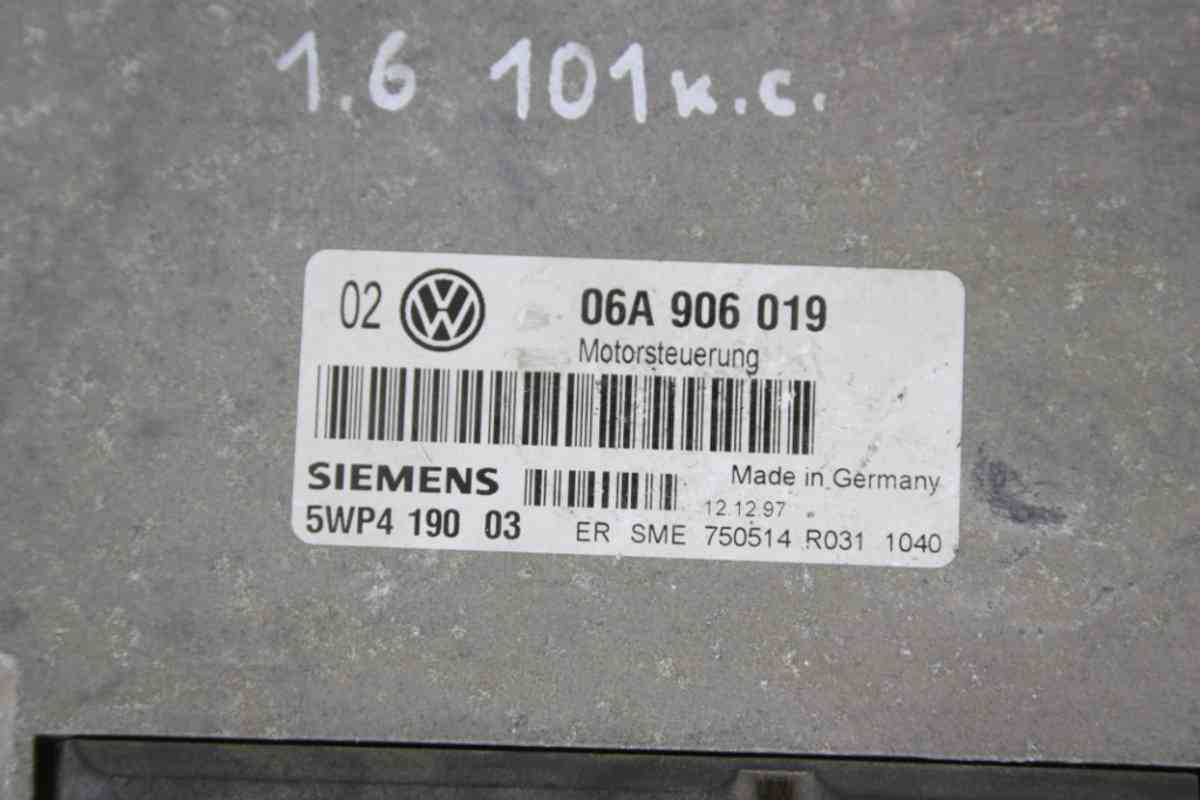 1.6 101к.с.
02 06A 906 019
Motorsteuerung
SIEMENS Made in Germany
12.12.97
5WP4 190 03 ER SME 750514 R031 1040